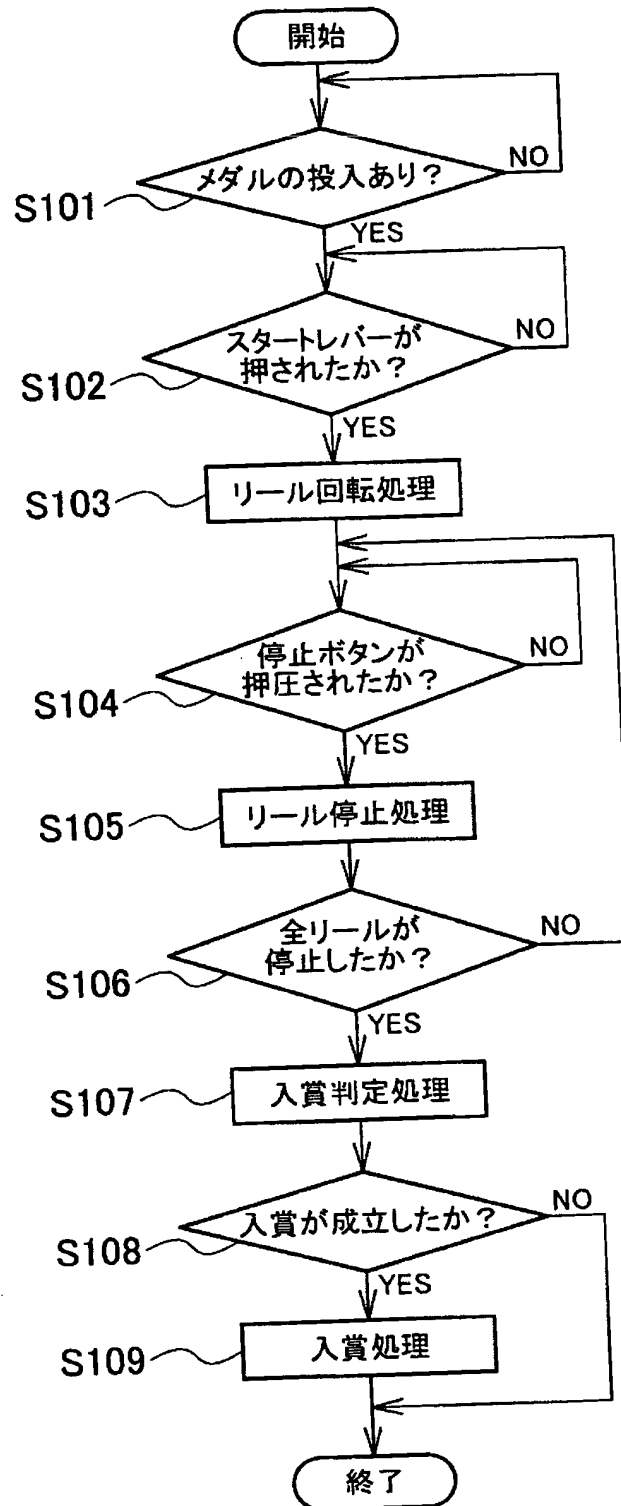 開始
メダルの投入あり？
NO
S101
YES
スタートレバーが
押されたか？
NO
S102
YES
リール回転処理
S103
停止ボタンが
押圧されたか？
NO
S104
YES
リール停止処理
S105
全リールが
停止したか？
NO
S106
YES
入賞判定処理
S107
入賞が成立したか？
NO
S108
YES
入賞処理
S109
終了